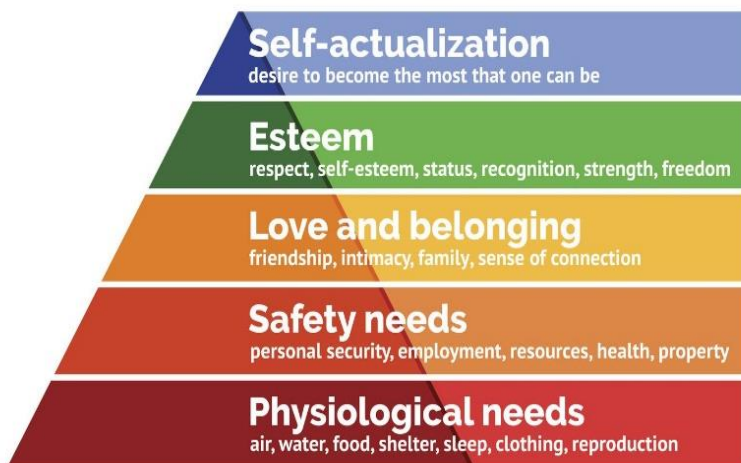 Self-actualization
desire to become the most that one can be
Esteem
respect, self-esteem, status, recognition, strength, freedom
Love and belonging
friendship, intimacy, family, sense of connection
Safety needs
personal security, employment, resources, health, property
Physiological needs
air, water, food, shelter, sleep, clothing, reproduction